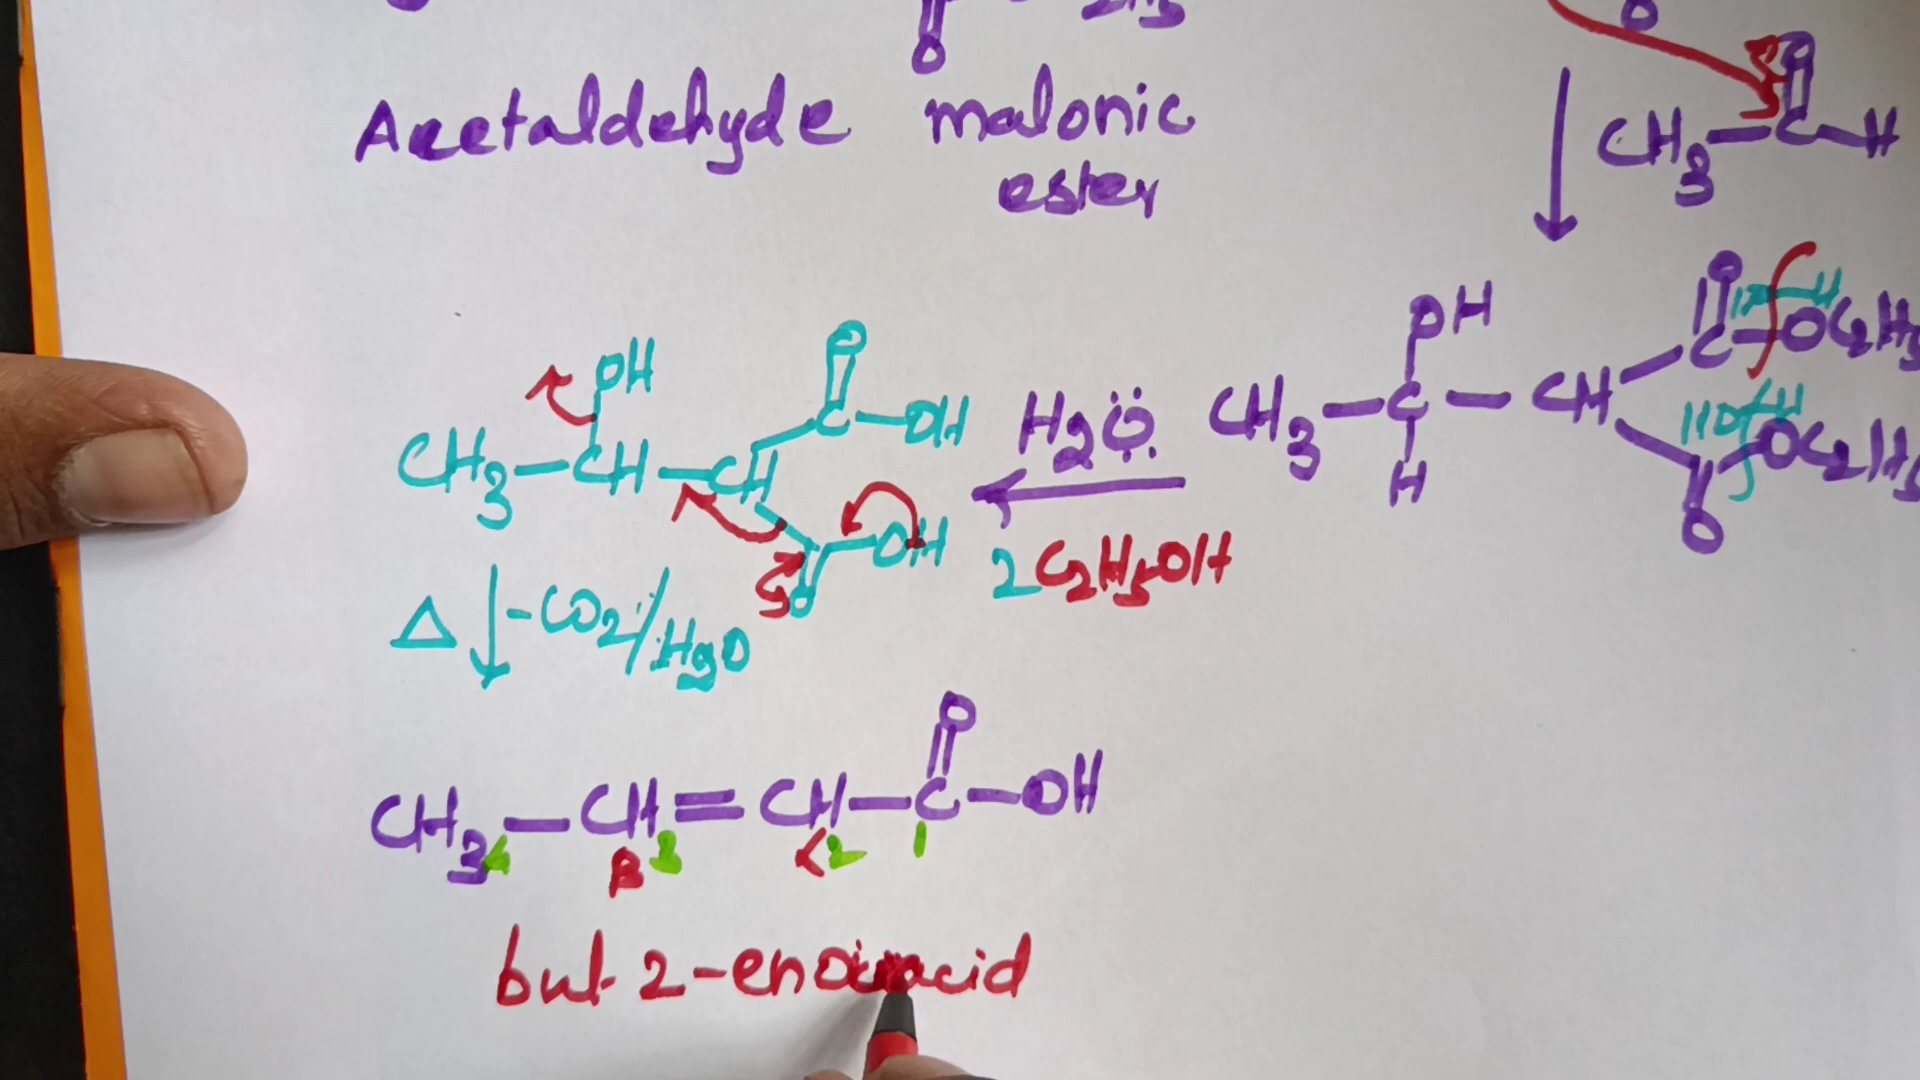 O C2H5
O
O
Acetaldehyde malonic
ester
CH3-C-H
OH
O
CH3-C-CH
C-OC2H5
H
OC2H5
O
H2O
2C2H5OH
OH
O
CH3-CH-CH
C-OH
OH
O
Δ -CO2/H2O
O
CH3-CH=CH-C-OH
4 β 3 α 2 1
but-2-enoic acid